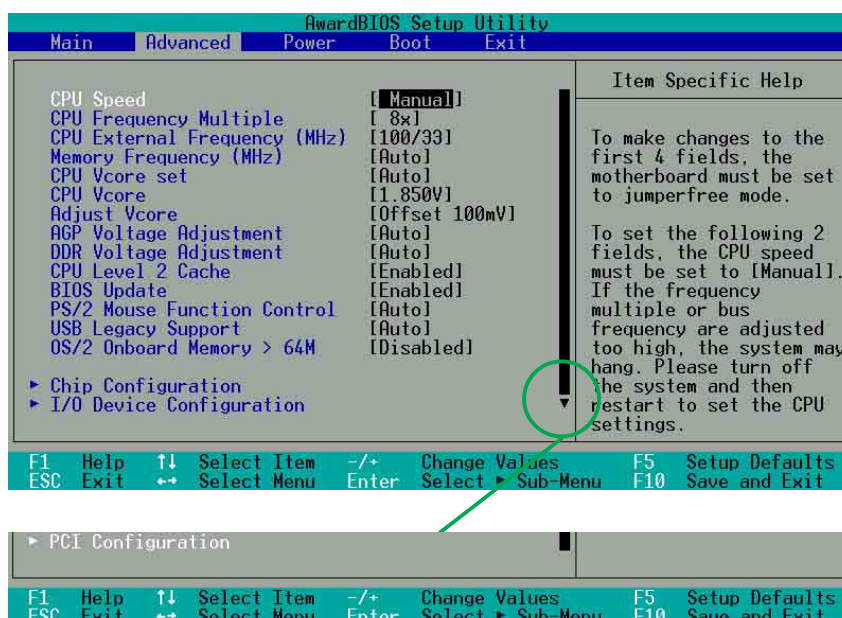 AwardBIOS Setup Utility
Main Advanced Power Boot Exit
Item Specific Help
CPU Speed [ Manual]
CPU Frequency Multiple [ 8x]
CPU External Frequency (MHz) [100/33]
Memory Frequency (MHz) [Auto]
CPU Vcore set [Auto]
CPU Vcore [1.850V]
Adjust Vcore [Offset 100mV]
AGP Voltage Adjustment [Auto]
DDR Voltage Adjustment [Auto]
CPU Level 2 Cache [Enabled]
BIOS Update [Enabled]
PS/2 Mouse Function Control [Auto]
USB Legacy Support [Auto]
OS/2 Onboard Memory > 64M [Disabled]
► Chip Configuration
► I/O Device Configuration ▼
To make changes to the
first 4 fields, the
motherboard must be set
to jumperfree mode.
To set the following 2
fields, the CPU speed
must be set to [Manual].
If the frequency
multiple or bus
frequency are adjusted
too high, the system may
hang. Please turn off
the system and then
restart to set the CPU
settings.
F1 Help ↑↓ Select Item -/+ Change Values F5 Setup Defaults
ESC Exit ←→ Select Menu Enter Select ► Sub-Menu F10 Save and Exit
► PCI Configuration
F1 Help ↑↓ Select Item -/+ Change Values F5 Setup Defaults
ESC Exit ←→ Select Menu Enter Select ► Sub-Menu F10 Save and Exit